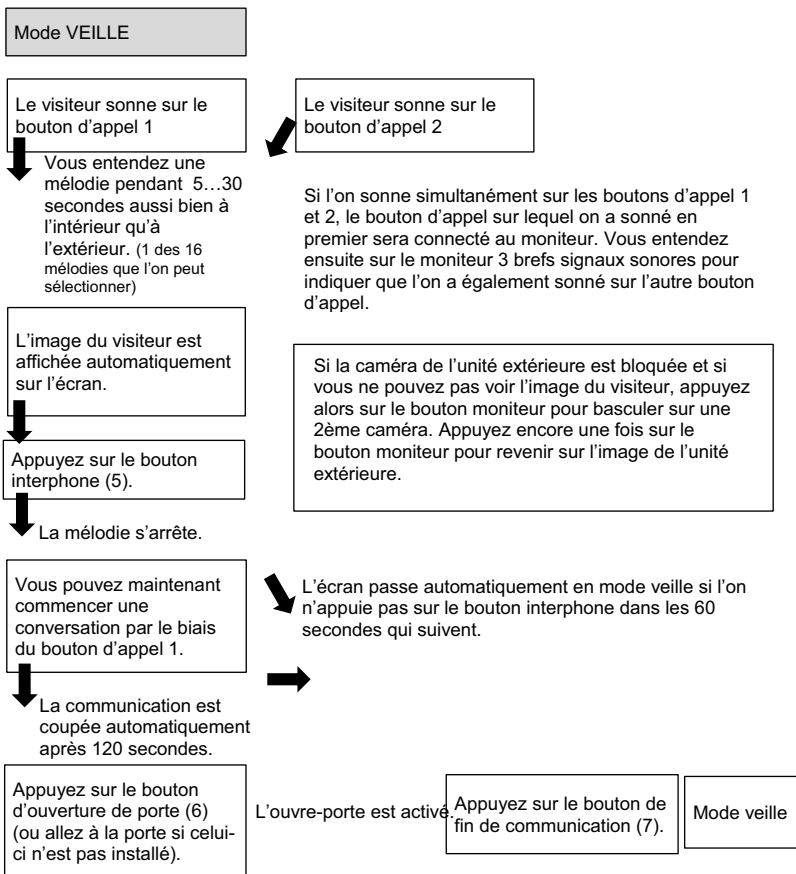 Mode VEILLE
Le visiteur sonne sur le
bouton d'appel 1
Le visiteur sonne sur le
bouton d'appel 2
Vous entendez une
mélodie pendant 5…30
secondes aussi bien à
l'intérieur qu'à
l'extérieur. (1 des 16
mélodies que l'on peut
sélectionner)
Si l'on sonne simultanément sur les boutons d'appel 1
et 2, le bouton d'appel sur lequel on a sonné en
premier sera connecté au moniteur. Vous entendez
ensuite sur le moniteur 3 brefs signaux sonores pour
indiquer que l'on a également sonné sur l'autre bouton
d'appel.
L'image du visiteur est
affichée automatiquement
sur l'écran.
Si la caméra de l'unité extérieure est bloquée et si
vous ne pouvez pas voir l'image du visiteur, appuyez
alors sur le bouton moniteur pour basculer sur une
2ème caméra. Appuyez encore une fois sur le
bouton moniteur pour revenir sur l'image de l'unité
extérieure.
Appuyez sur le bouton
interphone (5).
La mélodie s'arrête.
Vous pouvez maintenant
commencer une
conversation par le biais
du bouton d'appel 1.
L'écran passe automatiquement en mode veille si l'on
n'appuie pas sur le bouton interphone dans les 60
secondes qui suivent.
La communication est
coupée automatiquement
après 120 secondes.
Appuyez sur le bouton
d'ouverture de porte (6)
(ou allez à la porte si celui-
ci n'est pas installé).
L'ouvre-porte est activé.
Appuyez sur le bouton de
fin de communication (7).
Mode veille